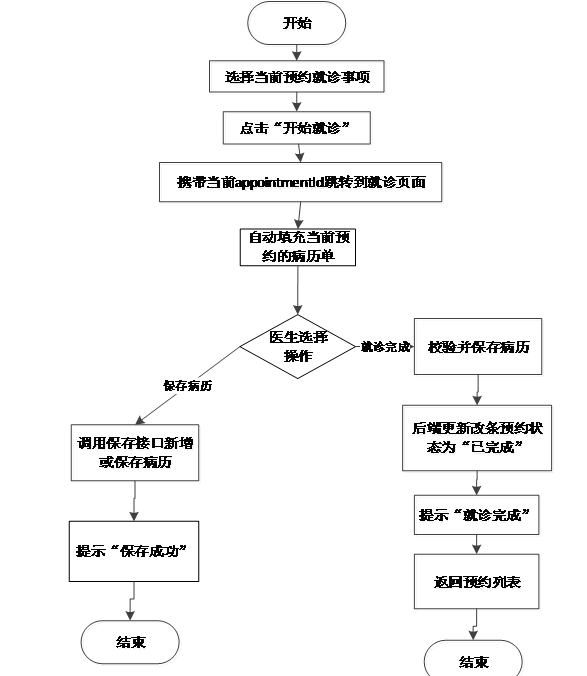 开始
选择当前预约就诊事项
点击“开始就诊”
携带当前appointmentId跳转到就诊页面
自动填充当前预
约的病历单
医生选择
操作
就诊完成
校验并保存病历
保存病历
调用保存接口新增
或保存病历
后端更新改条预约状
态为“已完成”
提示“就诊完成”
提示“保存成功”
返回预约列表
结束
结束